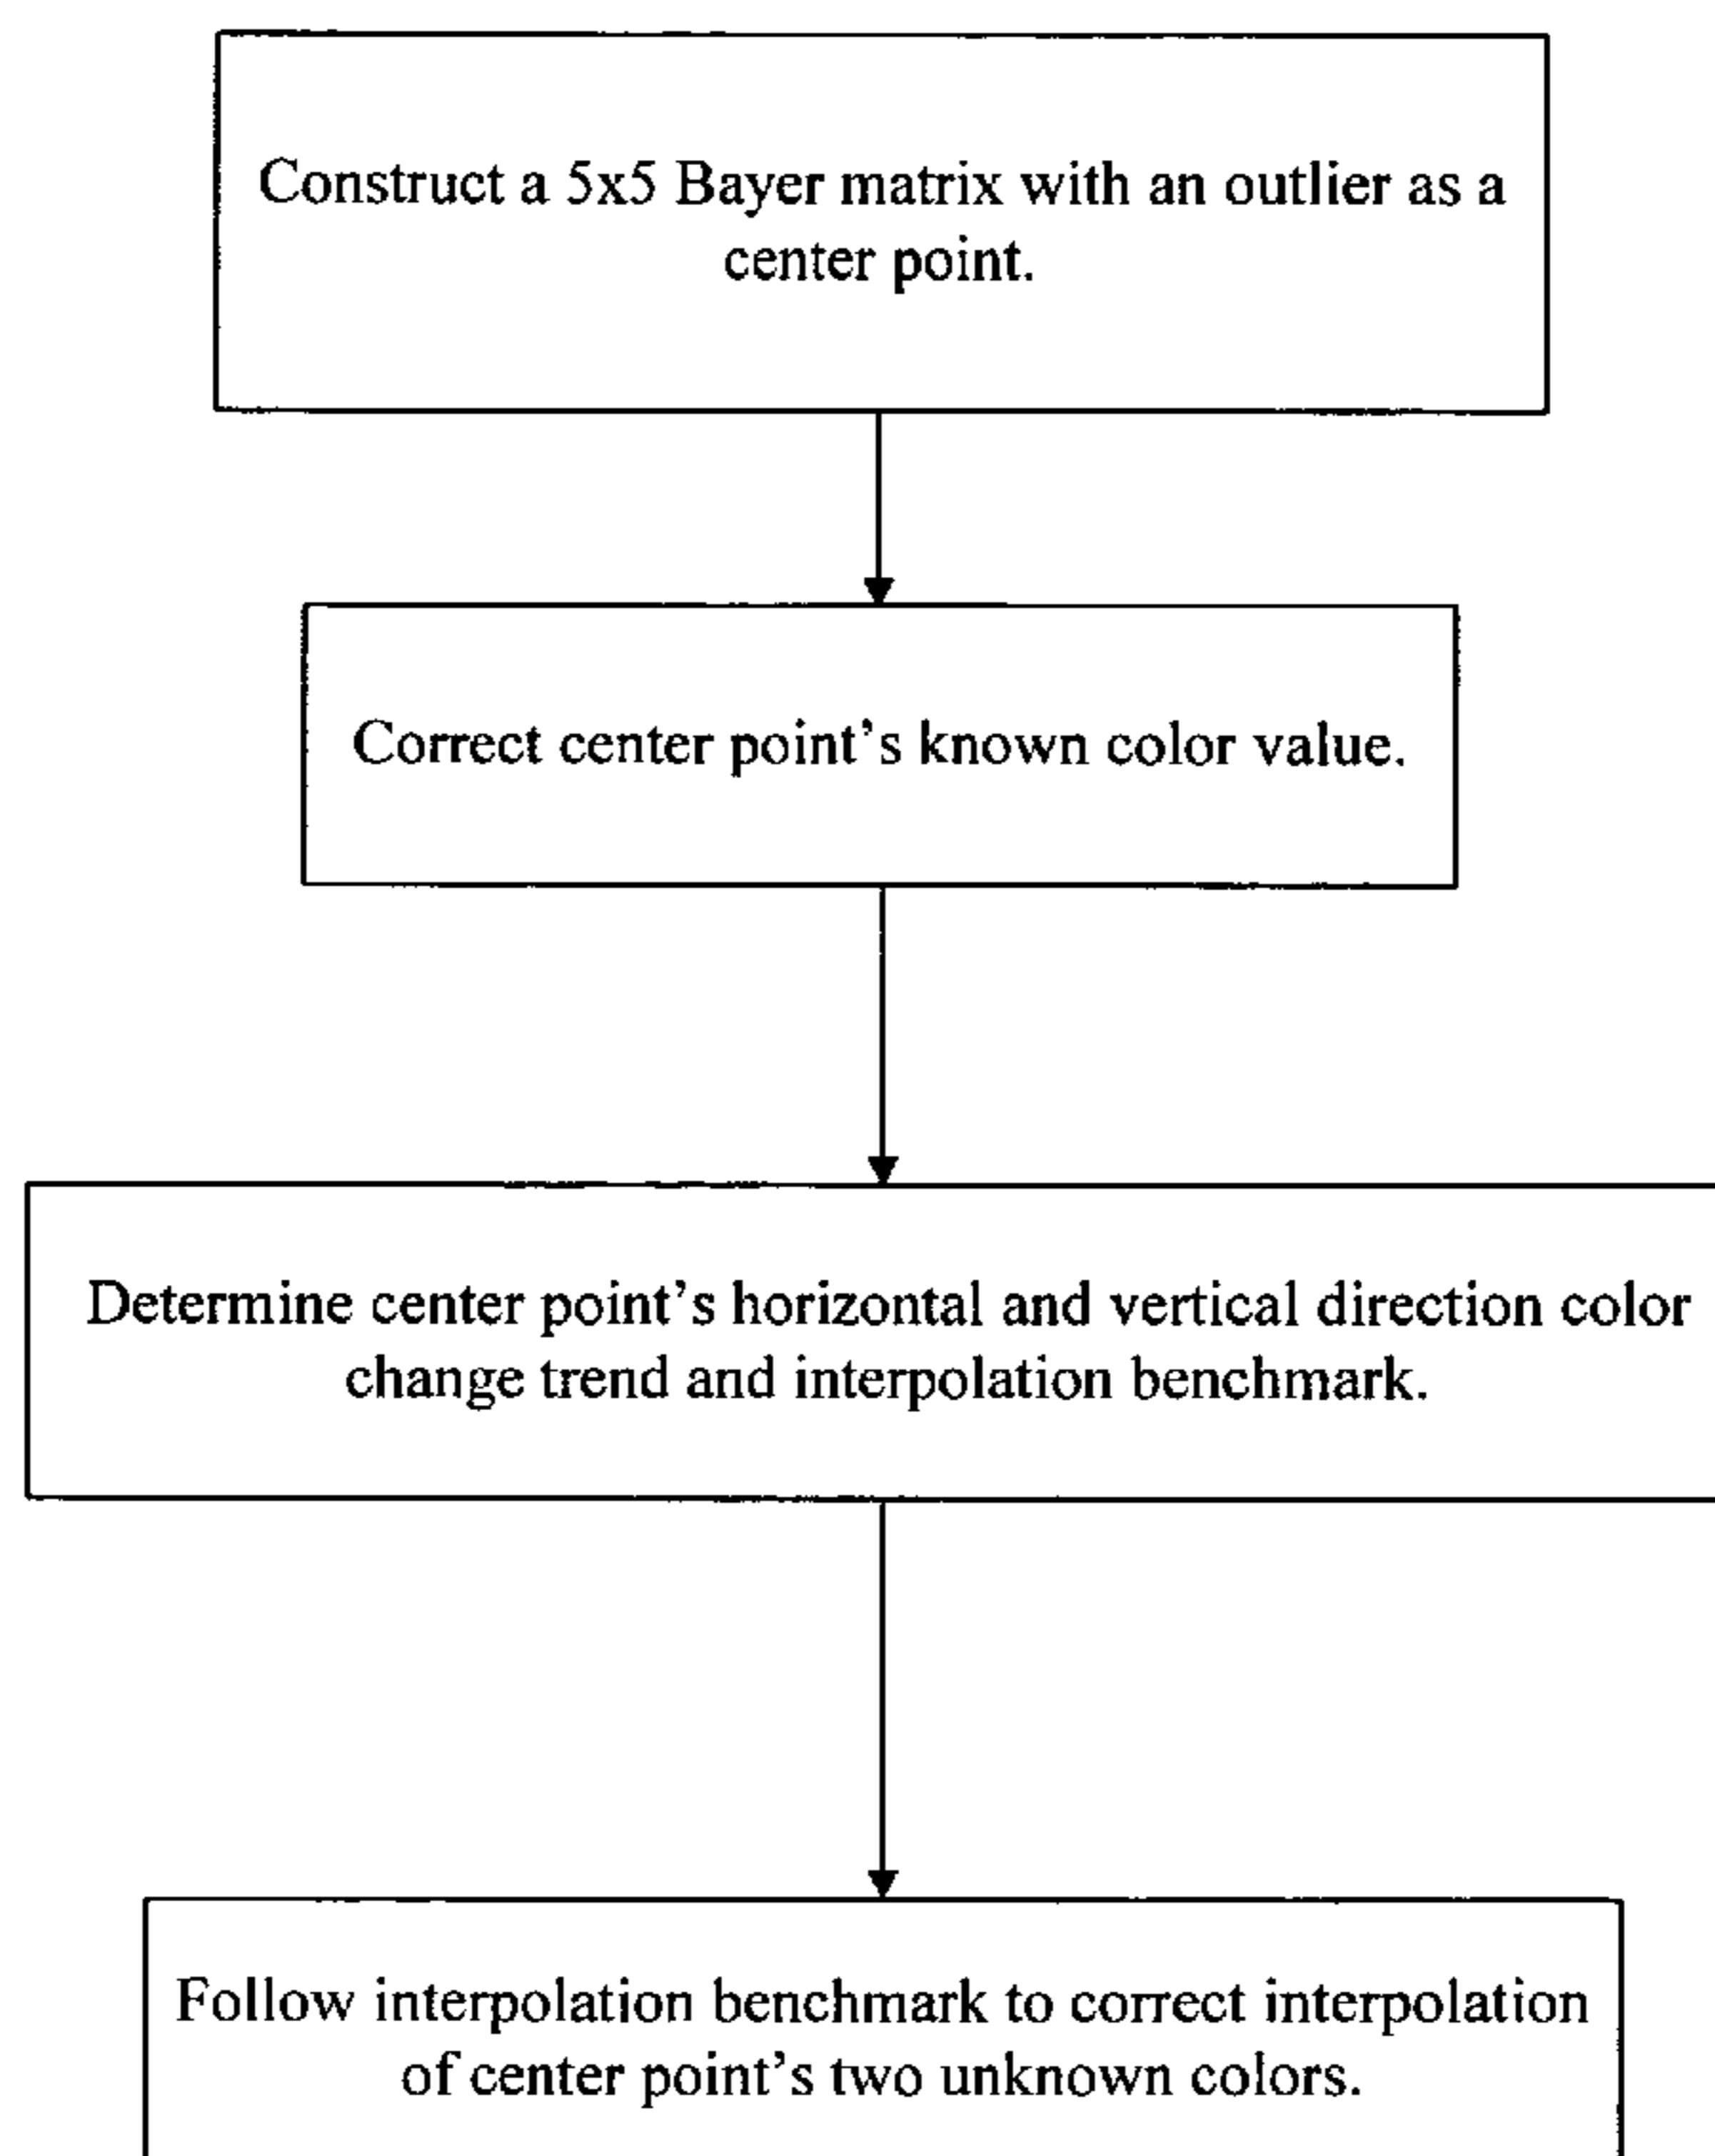 Construct a 5x5 Bayer matrix with an outlier as a
center point.
Correct center point's known color value.
Determine center point's horizontal and vertical direction color
change trend and interpolation benchmark.
Follow interpolation benchmark to correct interpolation
of center point's two unknown colors.